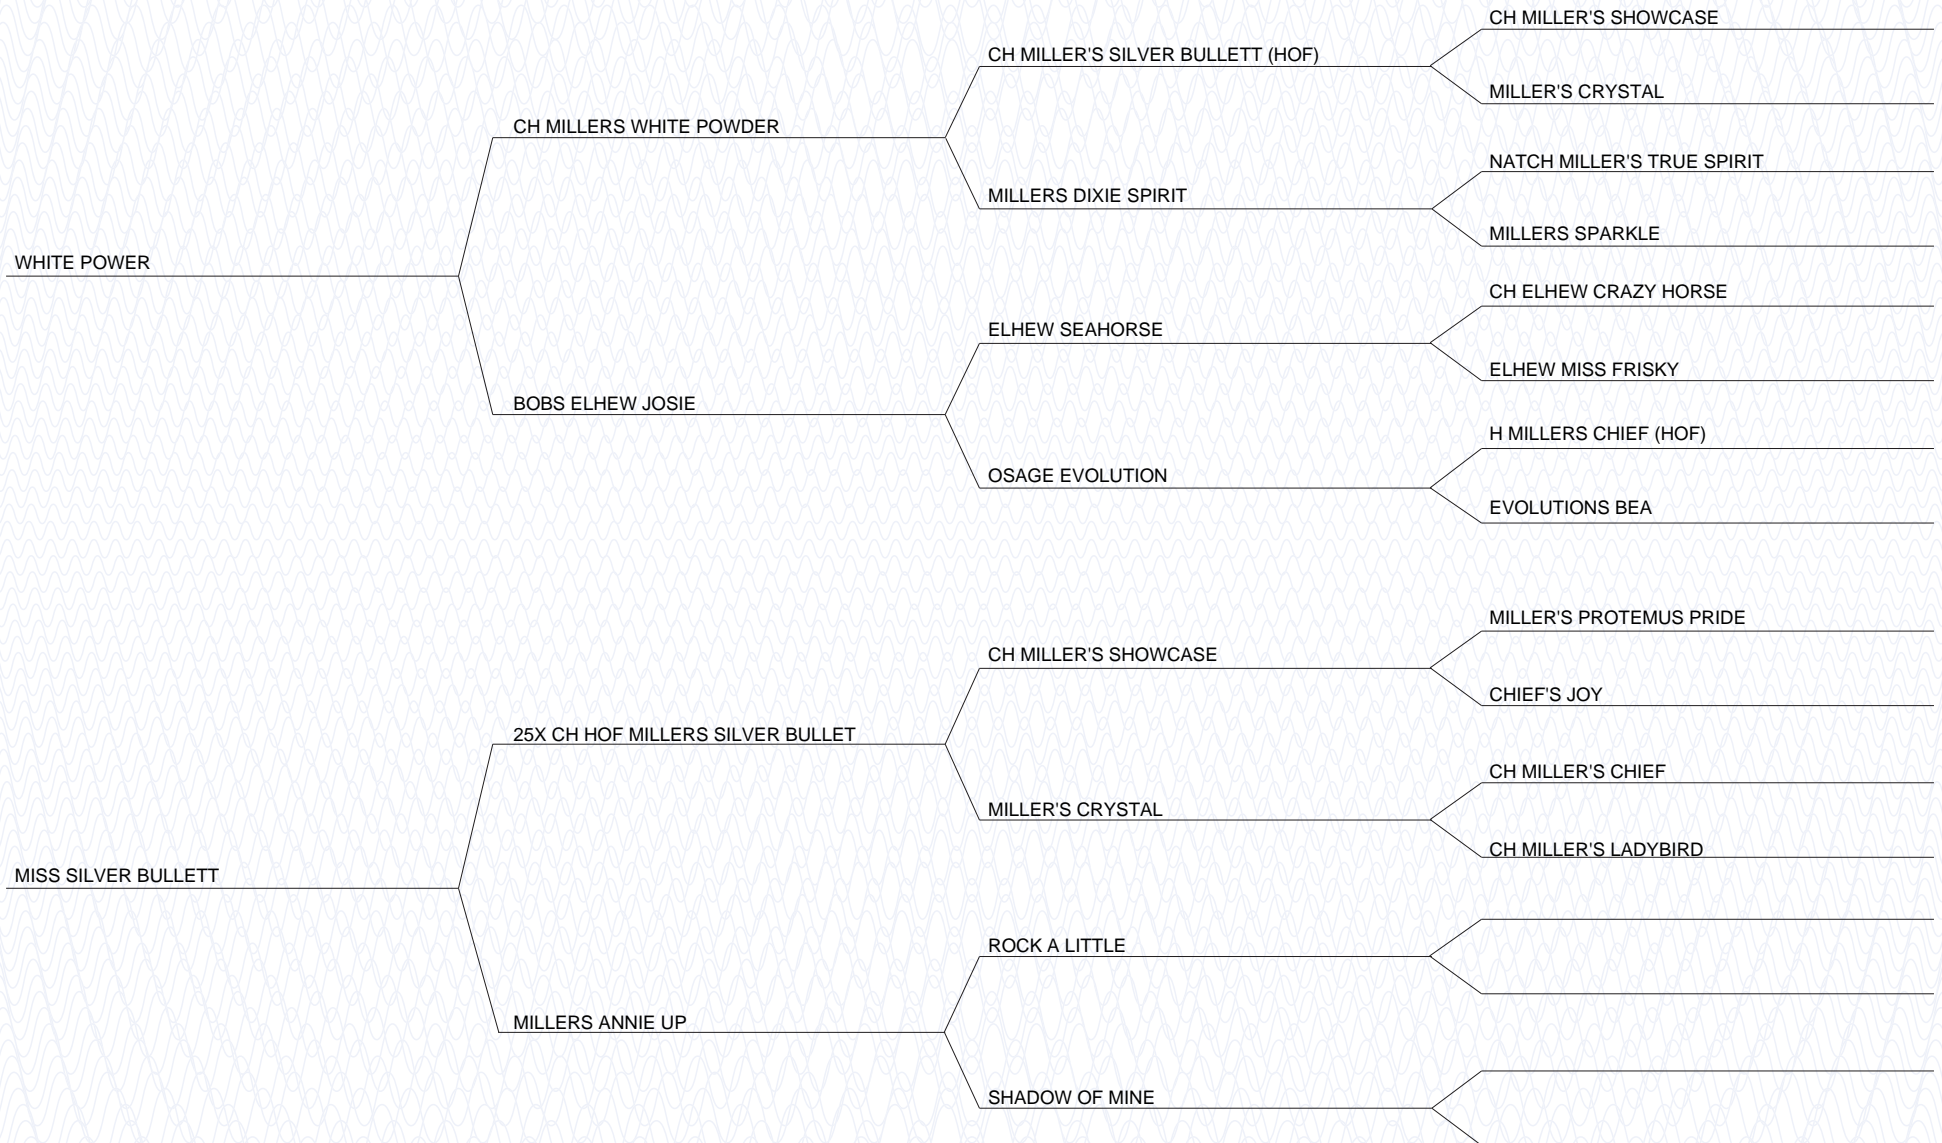 CH MILLER'S SHOWCASE
CH MILLER'S SILVER BULLETT (HOF)
MILLER'S CRYSTAL
CH MILLERS WHITE POWDER
NATCH MILLER'S TRUE SPIRIT
MILLERS DIXIE SPIRIT
MILLERS SPARKLE
WHITE POWER
CH ELHEW CRAZY HORSE
ELHEW SEAHORSE
ELHEW MISS FRISKY
BOBS ELHEW JOSIE
H MILLERS CHIEF (HOF)
OSAGE EVOLUTION
EVOLUTIONS BEA
MILLER'S PROTEMUS PRIDE
CH MILLER'S SHOWCASE
CHIEF'S JOY
25X CH HOF MILLERS SILVER BULLET
CH MILLER'S CHIEF
MILLER'S CRYSTAL
CH MILLER'S LADYBIRD
MISS SILVER BULLETT
ROCK A LITTLE
MILLERS ANNIE UP
SHADOW OF MINE